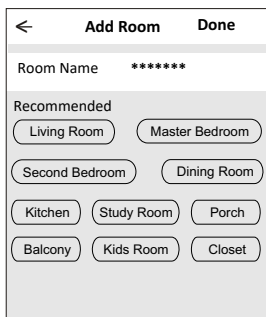 ← Add Room Done
Room Name *******
Recommended
Living Room Master Bedroom
Second Bedroom Dining Room
Kitchen Study Room Porch
Balcony Kids Room Closet